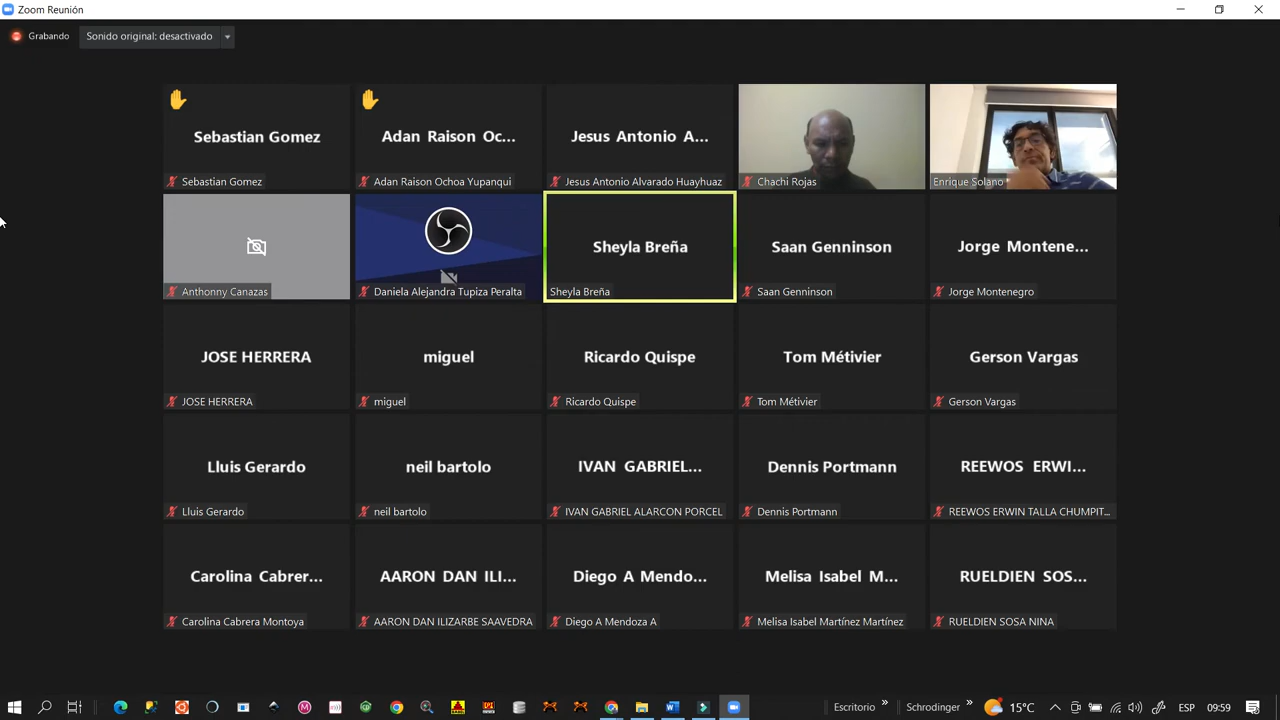 Zoom Reunión
Grabando
Sonido original: desactivado
Sebastian Gomez
Adan Raison Oc...
Jesus Antonio A...
Sebastian Gomez
Adan Raison Ochoa Yupanqui
Jesus Antonio Alvarado Huayhuaz
Chachi Rojas
Enrique Solano
Sheyla Breña
Saan Genninson
Jorge Montene...
Anthonny Canazas
Daniela Alejandra Tupiza Peralta
Sheyla Breña
Saan Genninson
Jorge Montenegro
JOSE HERRERA
miguel
Ricardo Quispe
Tom Métivier
Gerson Vargas
JOSE HERRERA
miguel
Ricardo Quispe
Tom Métivier
Gerson Vargas
Lluis Gerardo
neil bartolo
IVAN GABRIEL...
Dennis Portmann
REEWOS ERWI...
Lluis Gerardo
neil bartolo
IVAN GABRIEL ALARCON PORCEL
Dennis Portmann
REEWOS ERWIN TALLA CHUMPIT...
Carolina Cabrer...
AARON DAN ILI...
Diego A Mendo...
Melisa Isabel M...
RUELDIEN SOS...
Carolina Cabrera Montoya
AARON DAN ILIZARBE SAAVEDRA
Diego A Mendoza A
Melisa Isabel Martínez Martínez
RUELDIEN SOSA NINA
Escritorio
Schrodinger
15°C
ESP
09:59